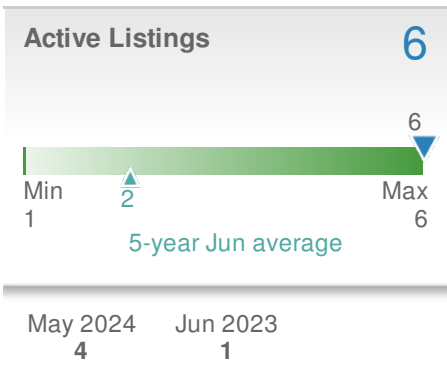 Active Listings 6
6
Min Max
1 2 6
5-year Jun average
May 2024 Jun 2023
4 1